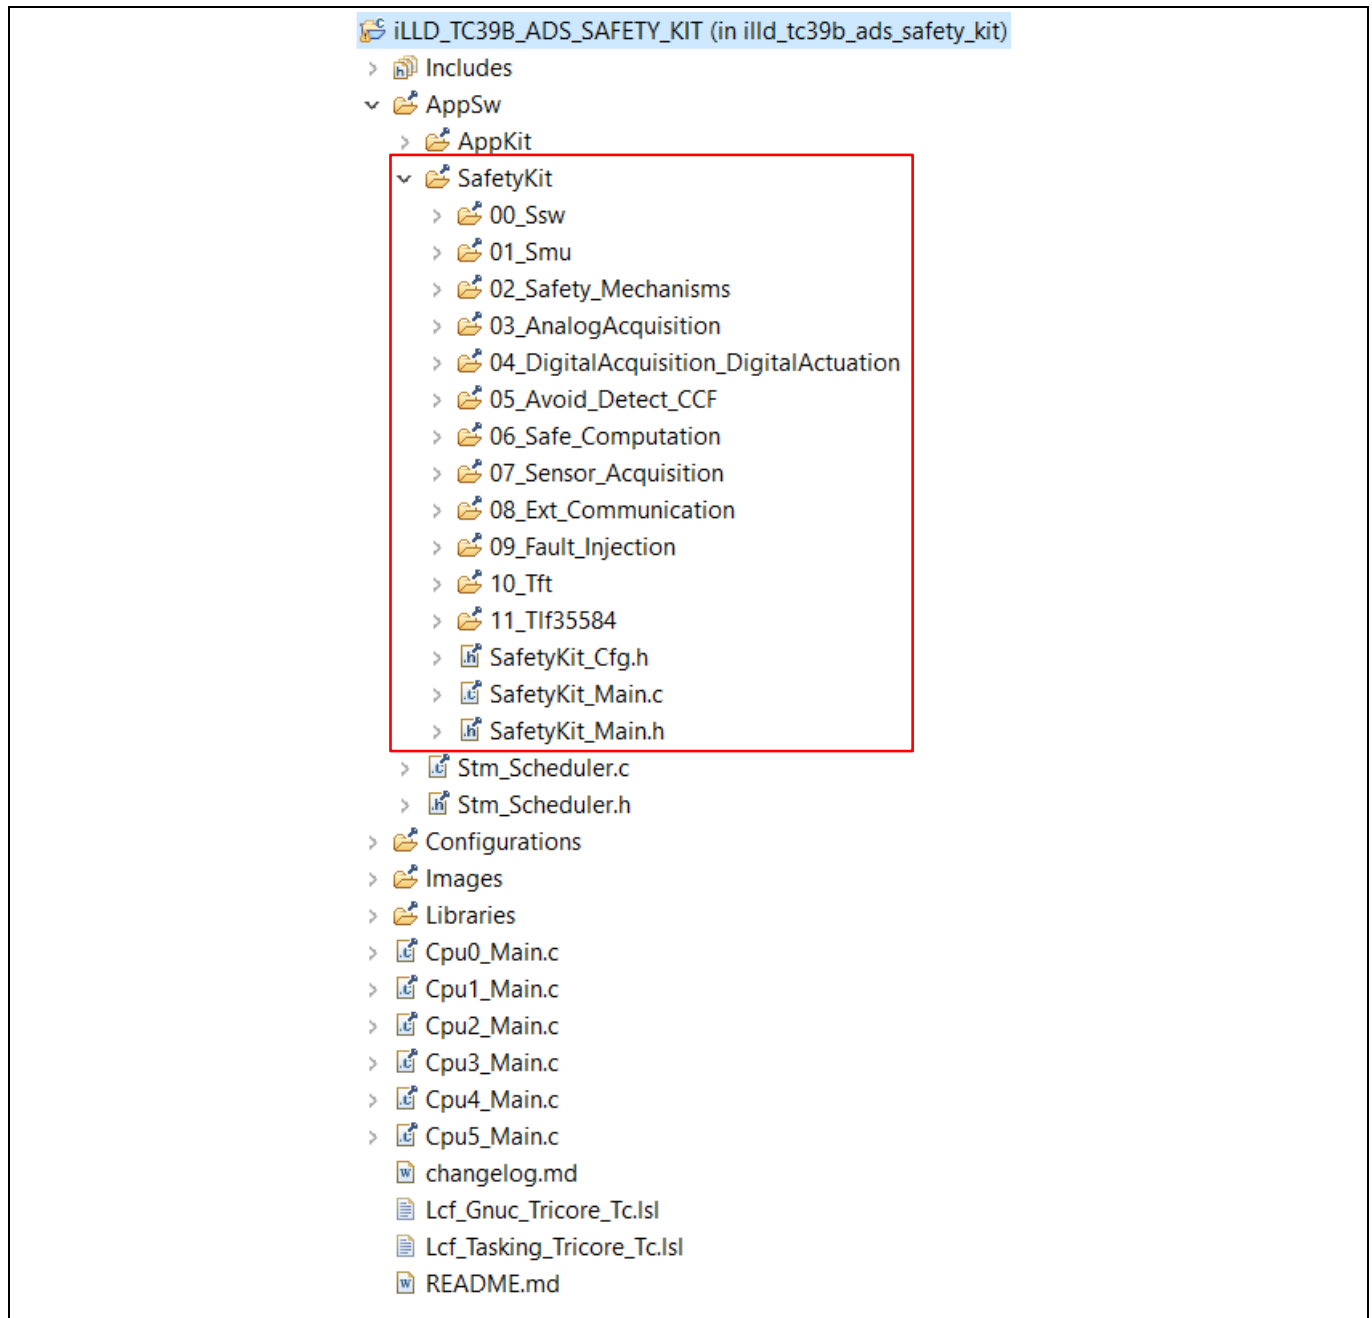 iLLD_TC39B_ADS_SAFETY_KIT (in illd_tc39b_ads_safety_kit)
Includes
AppSw
AppKit
SafetyKit
00_Ssw
01_Smu
02_Safety_Mechanisms
03_AnalogAcquisition
04_DigitalAcquisition_DigitalActuation
05_Avoid_Detect_CCF
06_Safe_Computation
07_Sensor_Acquisition
08_Ext_Communication
09_Fault_Injection
10_Tft
11_Tlf35584
SafetyKit_Cfg.h
SafetyKit_Main.c
SafetyKit_Main.h
Stm_Scheduler.c
Stm_Scheduler.h
Configurations
Images
Libraries
Cpu0_Main.c
Cpu1_Main.c
Cpu2_Main.c
Cpu3_Main.c
Cpu4_Main.c
Cpu5_Main.c
changelog.md
Lcf_Gnuc_Tricore_Tc.lsl
Lcf_Tasking_Tricore_Tc.lsl
README.md